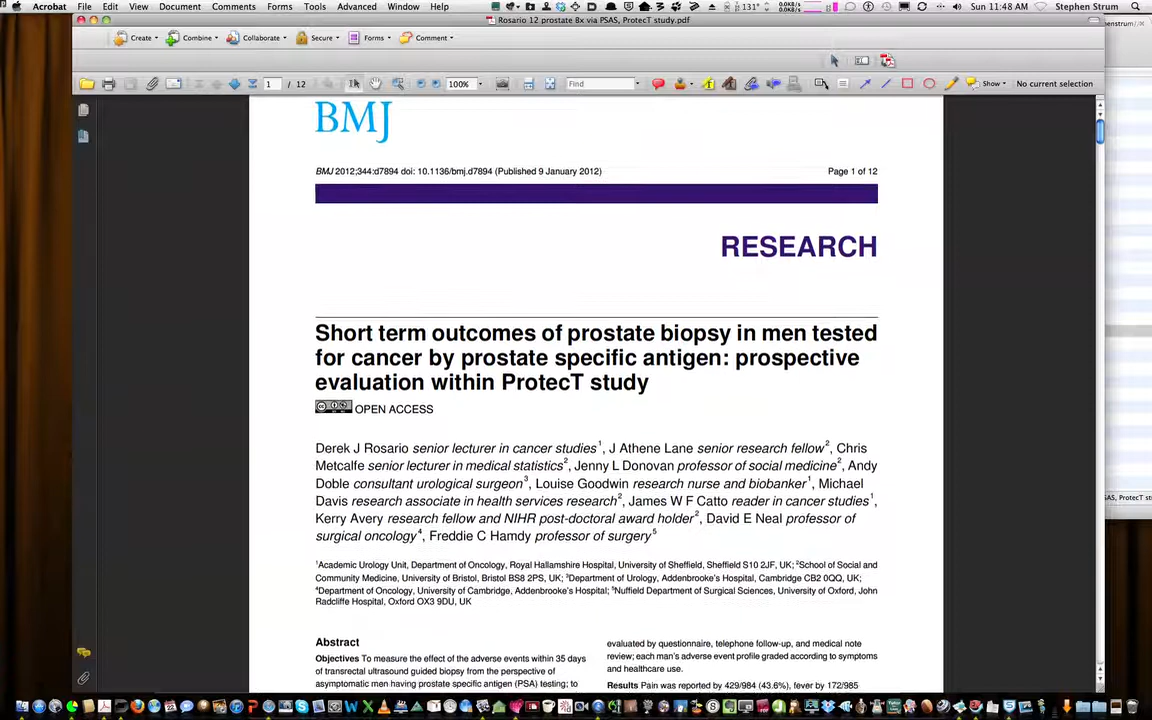 Acrobat File Edit View Document Comments Forms Tools Advanced Window Help
131° 0.0KB/s 0.0KB/s Sun 11:48 AM Stephen Strum
Rosario 12 prostate Bx via PSAS, ProtecT study.pdf
Create Combine Collaborate Secure Forms Comment
1 / 12 100% Find Show No current selection
BMJ
BMJ 2012;344:d7894 doi: 10.1136/bmj.d7894 (Published 9 January 2012) Page 1 of 12
RESEARCH
Short term outcomes of prostate biopsy in men tested
for cancer by prostate specific antigen: prospective
evaluation within ProtecT study
OPEN ACCESS
Derek J Rosario senior lecturer in cancer studies1, J Athene Lane senior research fellow2, Chris
Metcalfe senior lecturer in medical statistics2, Jenny L Donovan professor of social medicine2, Andy
Doble consultant urological surgeon3, Louise Goodwin research nurse and biobanker1, Michael
Davis research associate in health services research2, James W F Catto reader in cancer studies1,
Kerry Avery research fellow and NIHR post-doctoral award holder2, David E Neal professor of
surgical oncology4, Freddie C Hamdy professor of surgery5
1Academic Urology Unit, Department of Oncology, Royal Hallamshire Hospital, University of Sheffield, Sheffield S10 2JF, UK; 2School of Social and
Community Medicine, University of Bristol, Bristol BS8 2PS, UK; 3Department of Urology, Addenbrooke's Hospital, Cambridge CB2 0QQ, UK;
4Department of Oncology, University of Cambridge, Addenbrooke's Hospital; 5Nuffield Department of Surgical Sciences, University of Oxford, John
Radcliffe Hospital, Oxford OX3 9DU, UK
Abstract
Objectives To measure the effect of the adverse events within 35 days
of transrectal ultrasound guided biopsy from the perspective of
asymptomatic men having prostate specific antigen (PSA) testing; to
evaluated by questionnaire, telephone follow-up, and medical note
review; each man's adverse event profile graded according to symptoms
and healthcare use.
Results Pain was reported by 429/984 (43.6%), fever by 172/985
SAS, ProtecT st